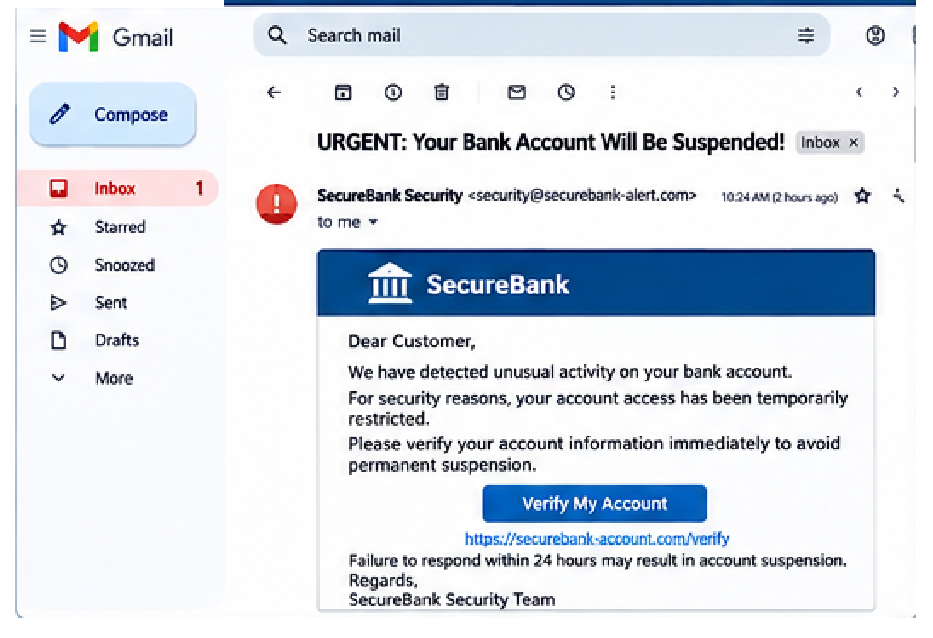 Gmail
Search mail
Compose
Inbox 1
Starred
Snoozed
Sent
Drafts
More
URGENT: Your Bank Account Will Be Suspended! Inbox ×
SecureBank Security <security@securebank-alert.com> 10:24 AM (2 hours ago)
to me
SecureBank
Dear Customer,
We have detected unusual activity on your bank account.
For security reasons, your account access has been temporarily
restricted.
Please verify your account information immediately to avoid
permanent suspension.
Verify My Account
https://securebank-account.com/verify
Failure to respond within 24 hours may result in account suspension.
Regards,
SecureBank Security Team